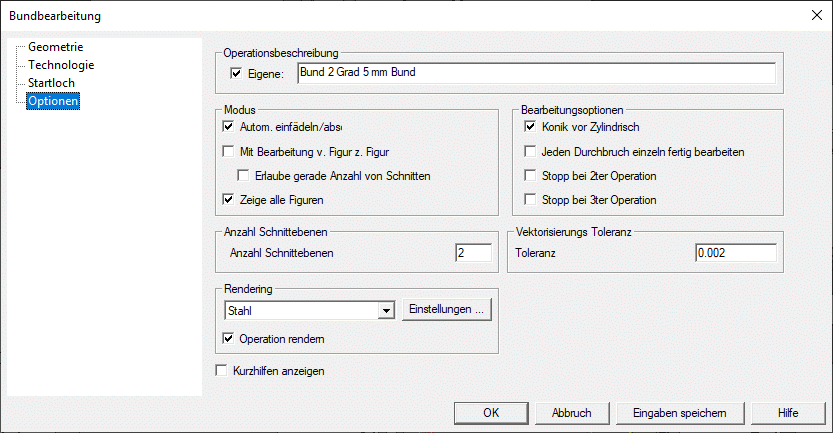 Bundbearbeitung
Geometrie
Technologie
Startloch
Optionen
Operationsbeschreibung
Eigene: Bund 2 Grad 5 mm Bund
Modus
Autom. einfädeln/abs
Mit Bearbeitung v. Figur z. Figur
Erlaube gerade Anzahl von Schnitten
Zeige alle Figuren
Bearbeitungsoptionen
Konik vor Zylindrisch
Jeden Durchbruch einzeln fertig bearbeiten
Stopp bei 2ter Operation
Stopp bei 3ter Operation
Anzahl Schnittebenen
Anzahl Schnittebenen 2
Vektorisierungs Toleranz
Toleranz 0.002
Rendering
Stahl Einstellungen ...
Operation rendern
Kurzhilfen anzeigen
OK Abbruch Eingaben speichern Hilfe